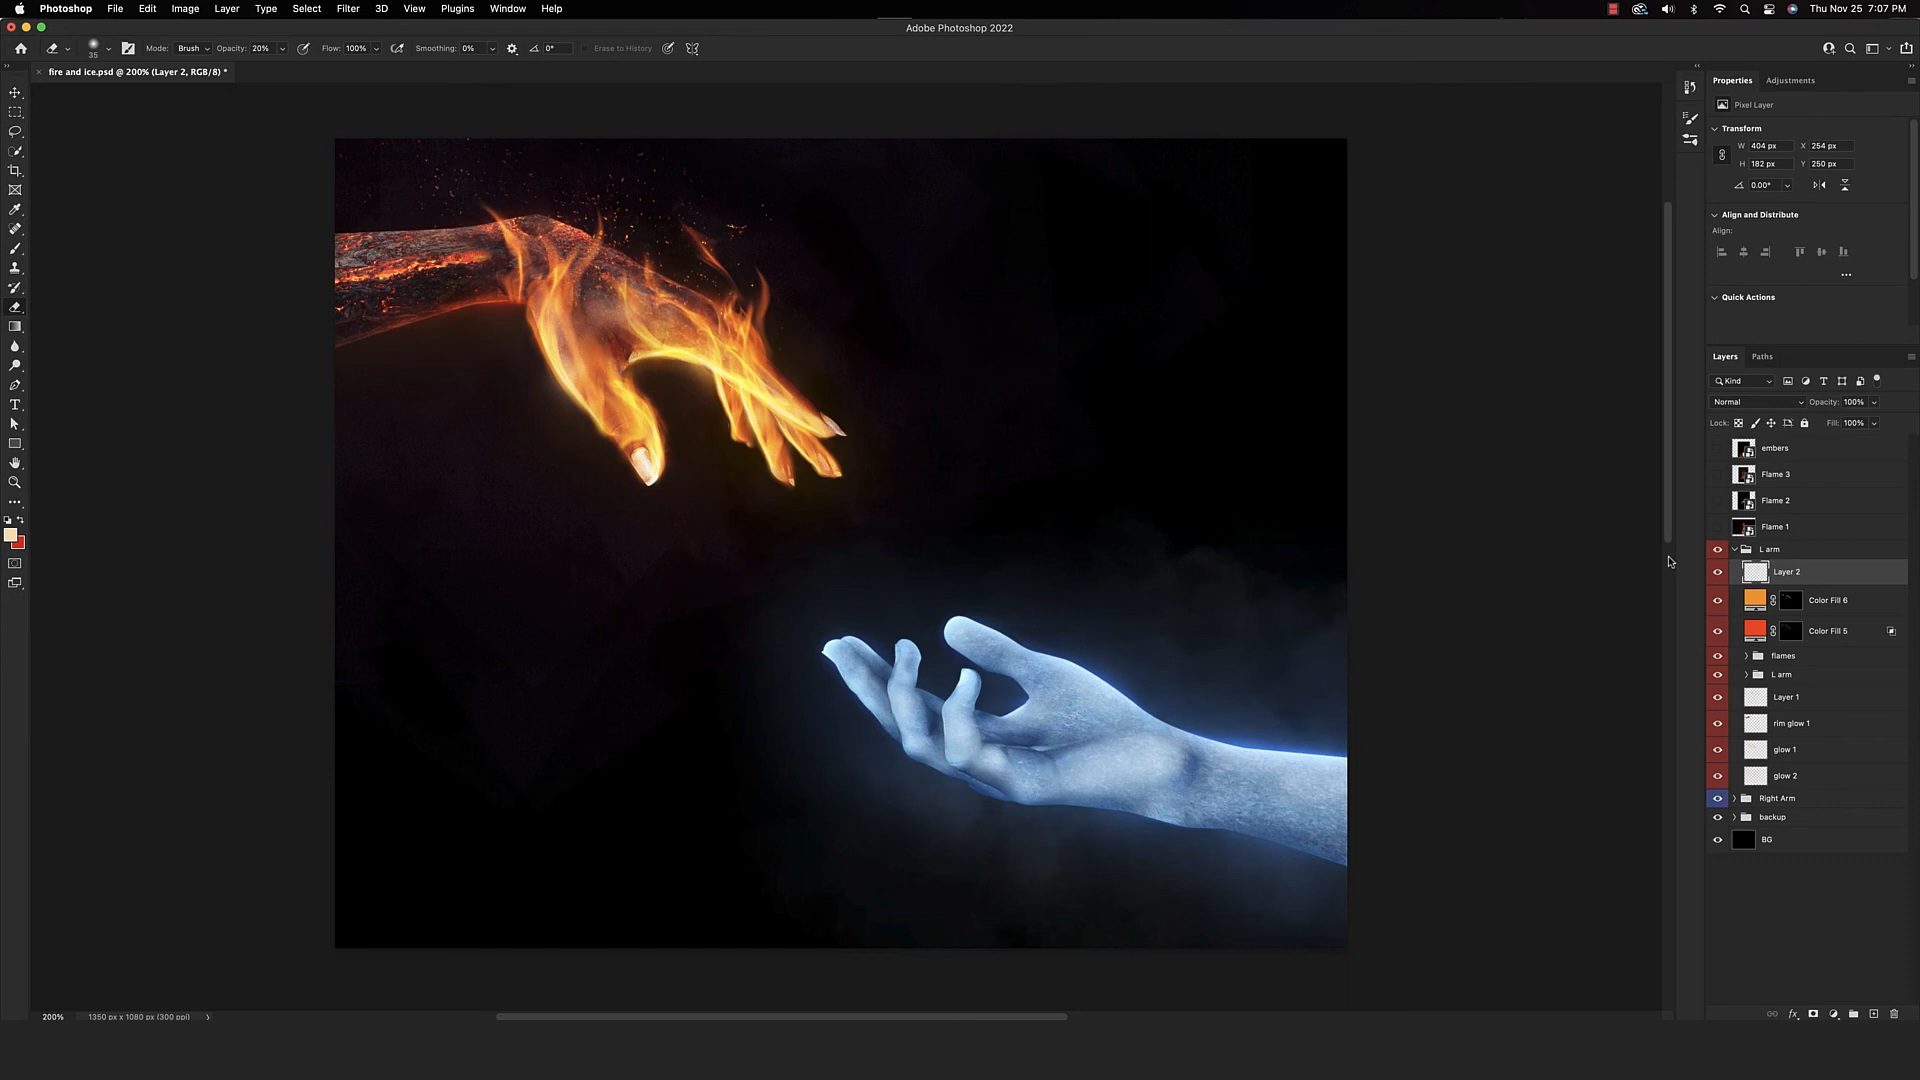 Photoshop File Edit Image Layer Type Select Filter 3D View Plugins Window Help Thu Nov 25 7:07 PM
Adobe Photoshop 2022
35 Mode: Brush Opacity: 20% Flow: 100% Smoothing: 0% 0° Erase to History
× fire and ice.psd @ 200% (Layer 2, RGB/8) *
Properties Adjustments
Pixel Layer
Transform
W 404 px X 254 px
H 182 px Y 250 px
0.00°
Align and Distribute
Align:
Quick Actions
Layers Paths
Kind
Normal Opacity: 100%
Lock: Fill: 100%
embers
Flame 3
Flame 2
Flame 1
L arm
Layer 2
Color Fill 6
Color Fill 5
flames
L arm
Layer 1
rim glow 1
glow 1
glow 2
Right Arm
backup
BG
200% 1350 px x 1080 px (300 ppi)